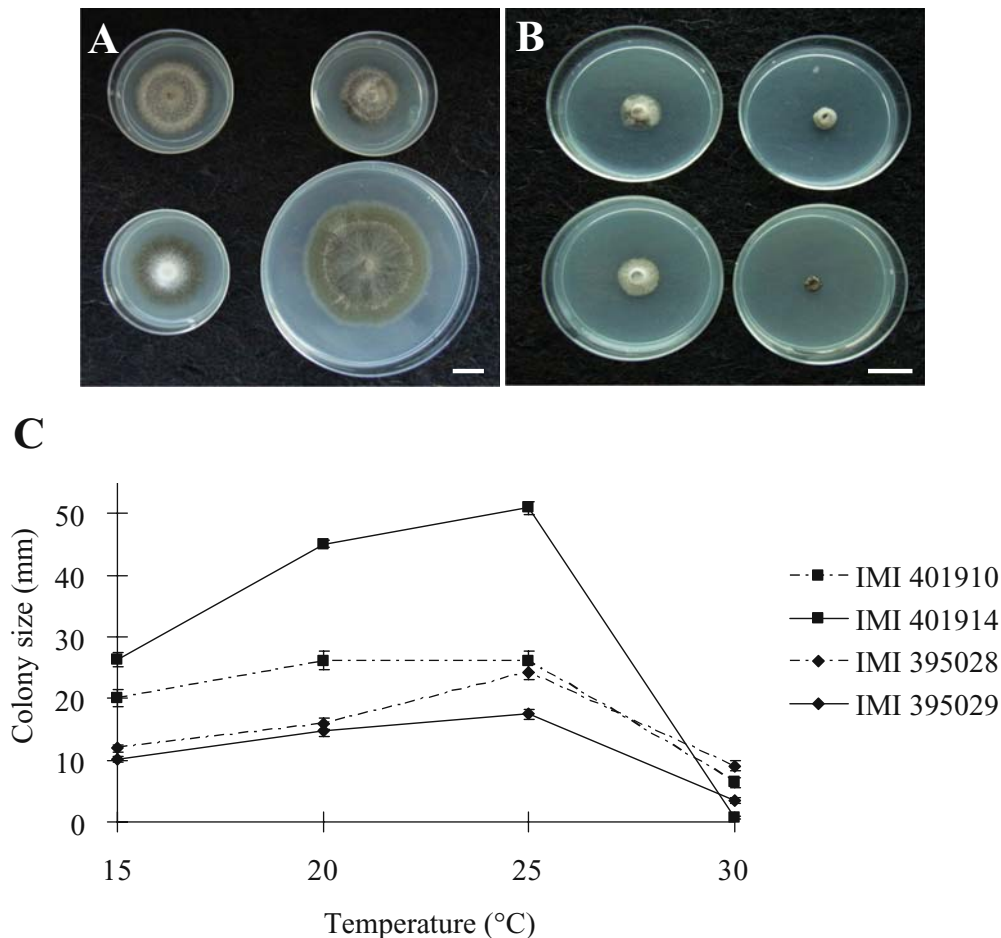 A
B
C
Colony size (mm)
50
40
30
20
10
0
15 20 25 30
Temperature (°C)
IMI 401910
IMI 401914
IMI 395028
IMI 395029